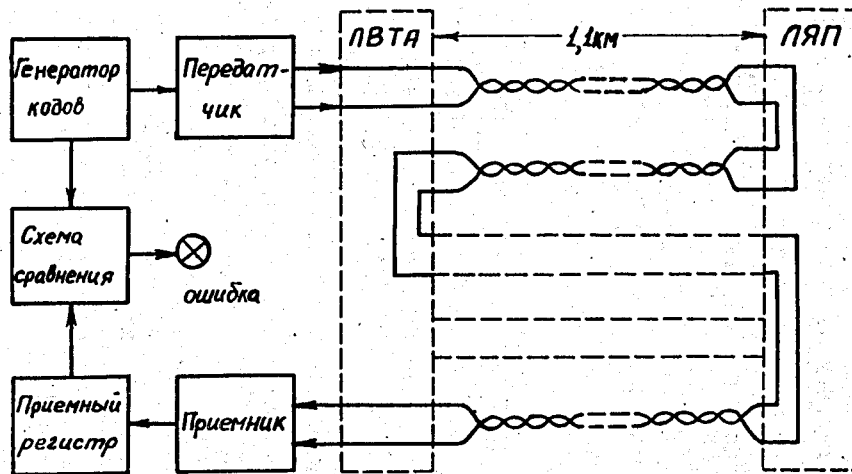 ЛВТА
1,1км
ЛЯП
Генератор
кодов
Передат-
чик
Схема
сравнения
ошибка
Приемный
регистр
Приемник